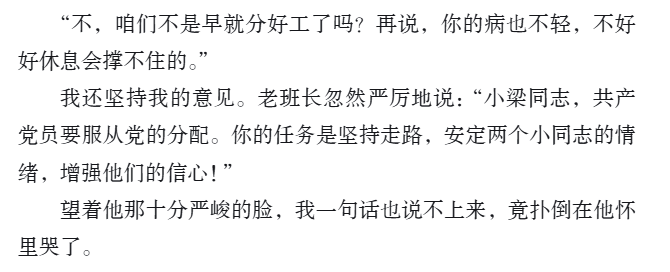 “不，咱们不是早就分好工了吗？再说，你的病也不轻，不好
好休息会撑不住的。”
我还坚持我的意见。老班长忽然严厉地说：“小梁同志，共产
党员要服从党的分配。你的任务是坚持走路，安定两个小同志的情
绪，增强他们的信心！”
望着他那十分严峻的脸，我一句话也说不上来，竟扑倒在他怀
里哭了。